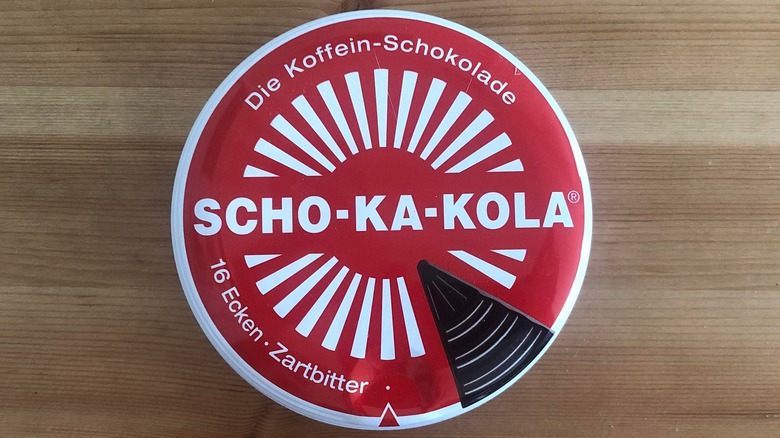 Die Koffein-Schokolade
SCHO-KA-KOLA®
16 Ecken · Zartbitter ·